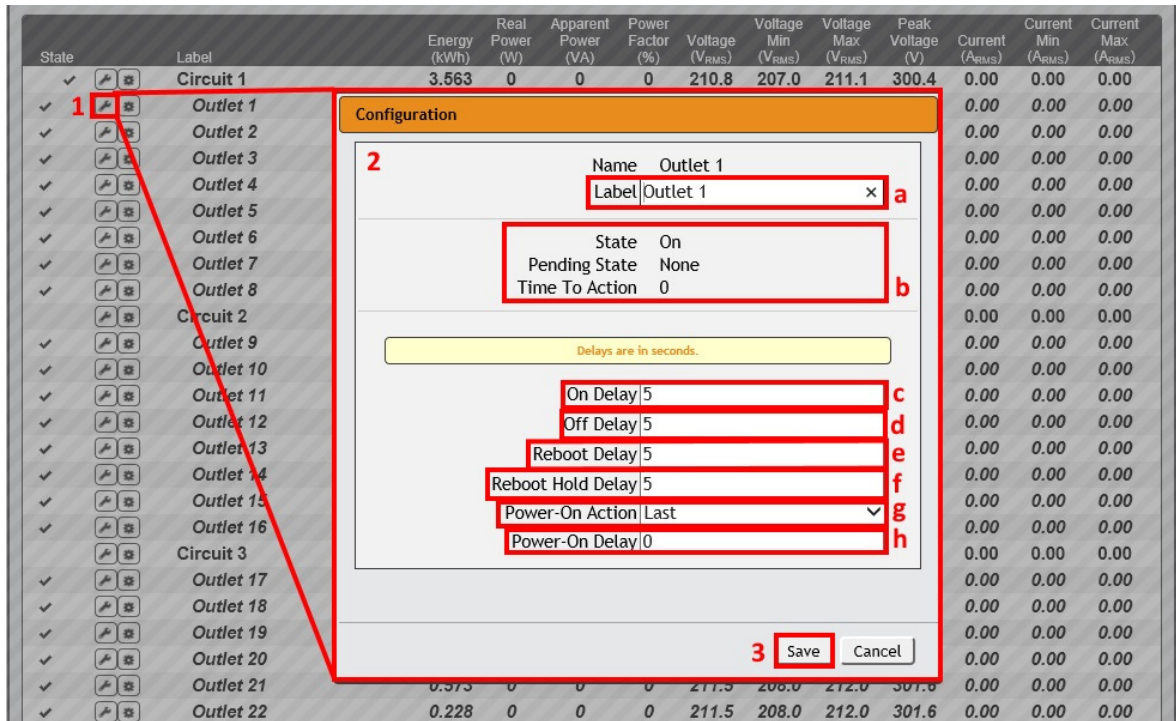 State Label Energy (kWh) Real Power (W) Apparent Power (VA) Power Factor (%) Voltage (VRMS) Voltage Min (VRMS) Voltage Max (VRMS) Peak Voltage (V) Current (ARMS) Current Min (ARMS) Current Max (ARMS)
Circuit 1 3.563 0 0 0 210.8 207.0 211.1 300.4 0.00 0.00 0.00
1 Outlet 1 0.00 0.00 0.00
Outlet 2 0.00 0.00 0.00
Outlet 3 0.00 0.00 0.00
Outlet 4 0.00 0.00 0.00
Outlet 5 0.00 0.00 0.00
Outlet 6 0.00 0.00 0.00
Outlet 7 0.00 0.00 0.00
Outlet 8 0.00 0.00 0.00
Circuit 2 0.00 0.00 0.00
Outlet 9 0.00 0.00 0.00
Outlet 10 0.00 0.00 0.00
Outlet 11 0.00 0.00 0.00
Outlet 12 0.00 0.00 0.00
Outlet 13 0.00 0.00 0.00
Outlet 14 0.00 0.00 0.00
Outlet 15 0.00 0.00 0.00
Outlet 16 0.00 0.00 0.00
Circuit 3 0.00 0.00 0.00
Outlet 17 0.00 0.00 0.00
Outlet 18 0.00 0.00 0.00
Outlet 19 0.00 0.00 0.00
Outlet 20 0.00 0.00 0.00
Outlet 21 0.573 0 0 0 211.5 208.0 212.0 301.6 0.00 0.00 0.00
Outlet 22 0.228 0 0 0 211.5 208.0 212.0 301.6 0.00 0.00 0.00
Configuration
2
Name Outlet 1
Label Outlet 1 × a
State On
Pending State None
Time To Action 0 b
Delays are in seconds.
On Delay 5 c
Off Delay 5 d
Reboot Delay 5 e
Reboot Hold Delay 5 f
Power-On Action Last g
Power-On Delay 0 h
3 Save Cancel